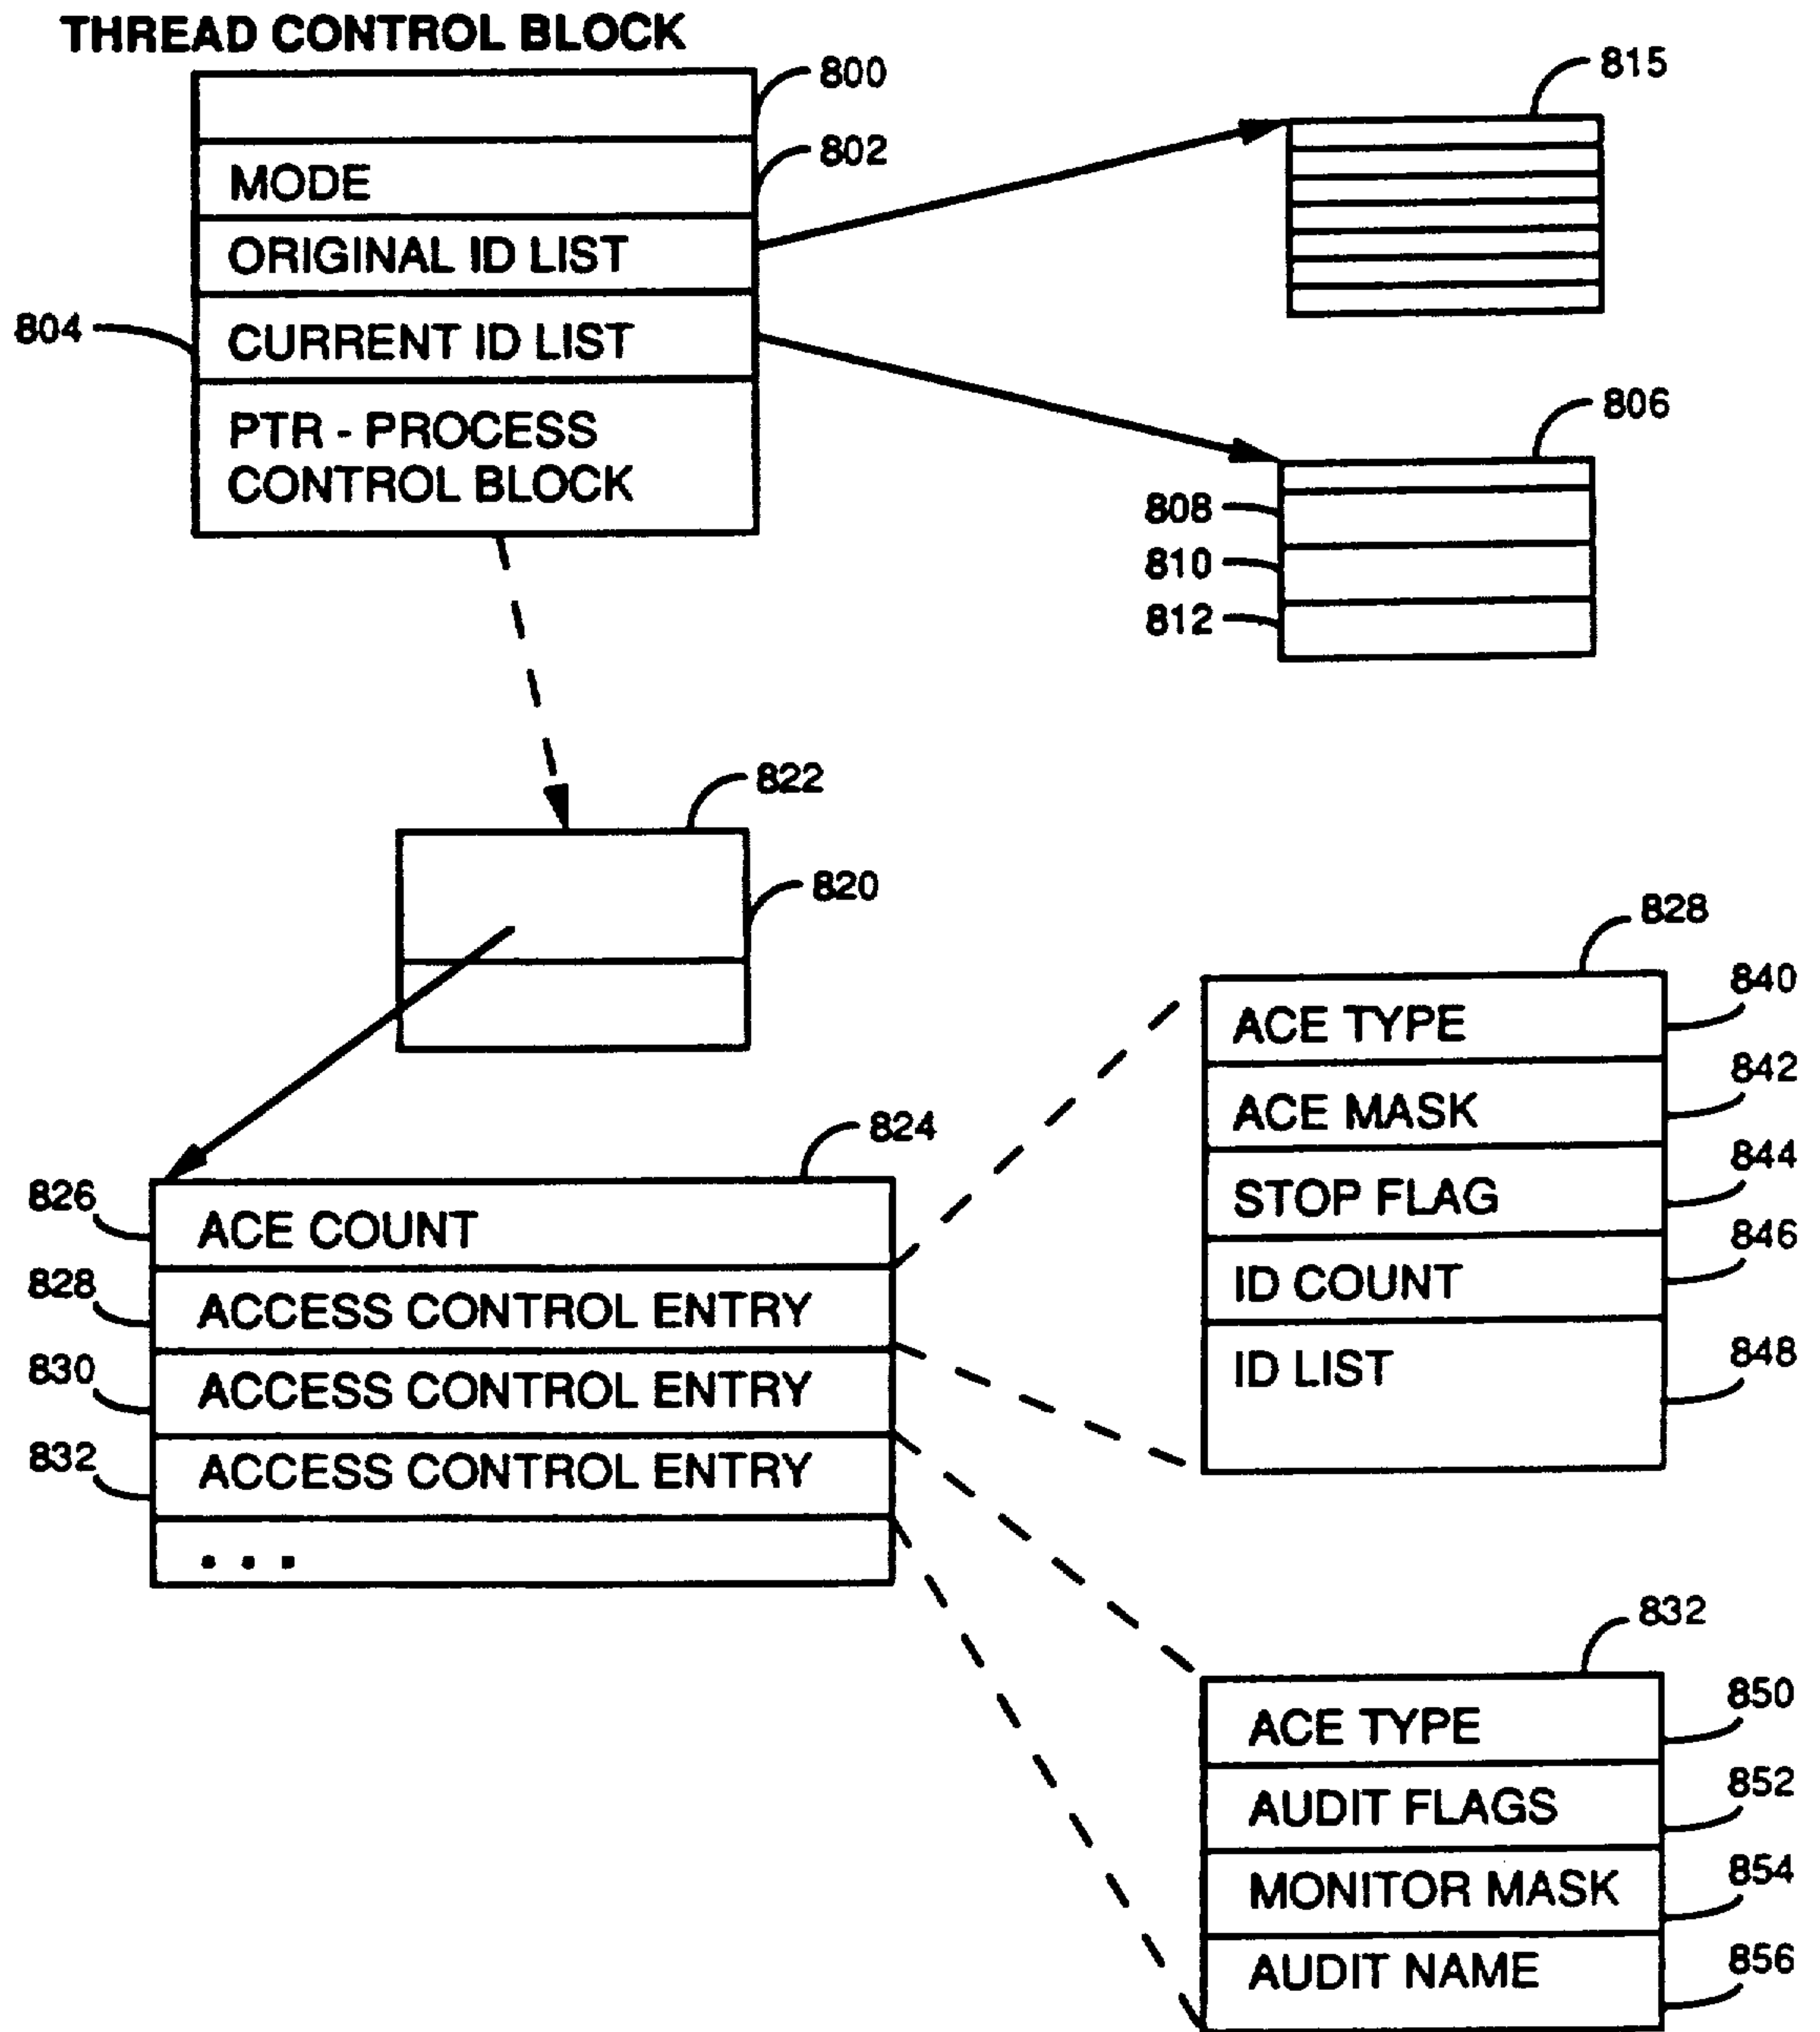 THREAD CONTROL BLOCK
800
815
802
MODE
ORIGINAL ID LIST
804
CURRENT ID LIST
806
PTR - PROCESS
CONTROL BLOCK
808
810
812
822
820
828
840
ACE TYPE
842
ACE MASK
824
844
STOP FLAG
826
ACE COUNT
846
ID COUNT
828
ACCESS CONTROL ENTRY
848
ID LIST
830
ACCESS CONTROL ENTRY
832
ACCESS CONTROL ENTRY
. . .
832
850
ACE TYPE
852
AUDIT FLAGS
854
MONITOR MASK
856
AUDIT NAME